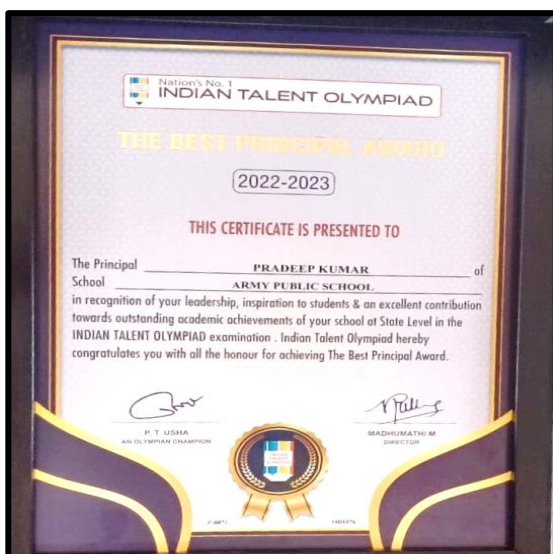 Nation's No. 1
INDIAN TALENT OLYMPIAD
THE BEST PRINCIPAL AWARD
2022-2023
THIS CERTIFICATE IS PRESENTED TO
The Principal PRADEEP KUMAR of
School ARMY PUBLIC SCHOOL
in recognition of your leadership, inspiration to students & an excellent contribution
towards outstanding academic achievements of your school at State Level in the
INDIAN TALENT OLYMPIAD examination . Indian Talent Olympiad hereby
congratulates you with all the honour for achieving The Best Principal Award.
P. T. USHA
AN OLYMPIAN CHAMPION
MADHUMATHI M
DIRECTOR
INDIAN
TALENT
OLYMPIAD